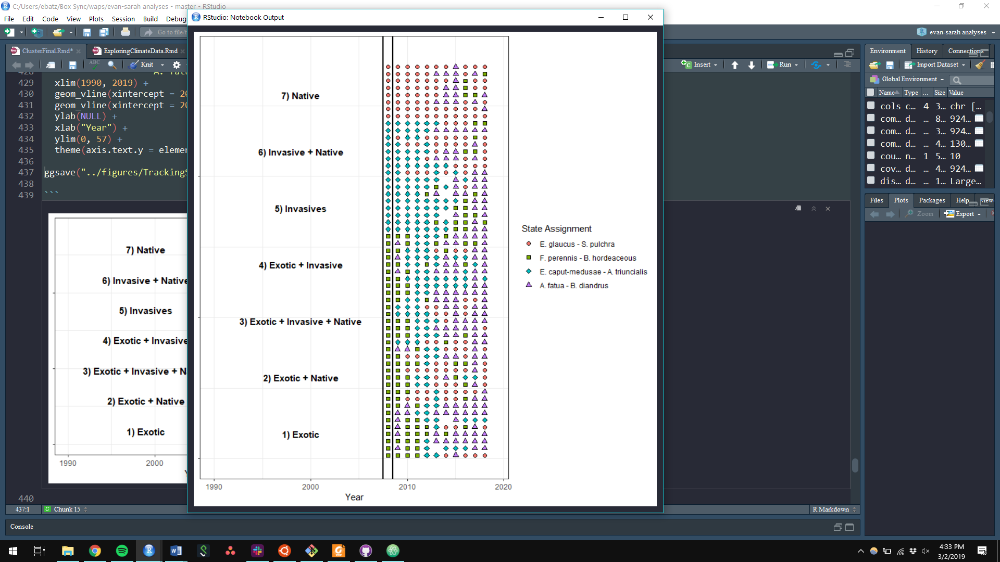 C:/Users/ebatz/Box Sync/waps/evan-sarah analyses - master - RStudio
File Edit Code View Plots Session Build Debug
Go to file/f
evan-sarah analyses
ClusterFinal.Rmd*
ExploringClimateData.Rmd
ABC
Knit
Insert
Run
429 xlim(1990, 2019) +
430 geom_vline(xintercept = 20
431 geom_vline(xintercept = 20
432 ylab(NULL) +
433 xlab("Year") +
434 ylim(0, 57) +
435 theme(axis.text.y = elemen
436
437 ggsave("../figures/TrackingS
438
439 ```
7) Native
6) Invasive + Native
5) Invasives
4) Exotic + Invasive
3) Exotic + Invasive + Na
2) Exotic + Native
1) Exotic
1990
2000
440
437:1
Chunk 15
R Markdown
Console
RStudio: Notebook Output
7) Native
6) Invasive + Native
5) Invasives
4) Exotic + Invasive
3) Exotic + Invasive + Native
2) Exotic + Native
1) Exotic
1990
2000
2010
2020
Year
State Assignment
E. glaucus - S. pulchra
F. perennis - B. hordeaceous
E. caput-medusae - A. triuncialis
A. fatua - B. diandrus
Environment History Connections
Import Dataset
Global Environment
Name Type ... Size Value
cols c... 4 3... chr [...
com... d... ... 8... 924...
com... d... ... 3... 924...
com... d... ... 4... 130...
cou... n... 1 5... 10
cov... d... ... 4... 924...
dis... d... ... 1... Large...
Files Plots Packages Help Viewe
Zoom
Export
4:33 PM
3/2/2019